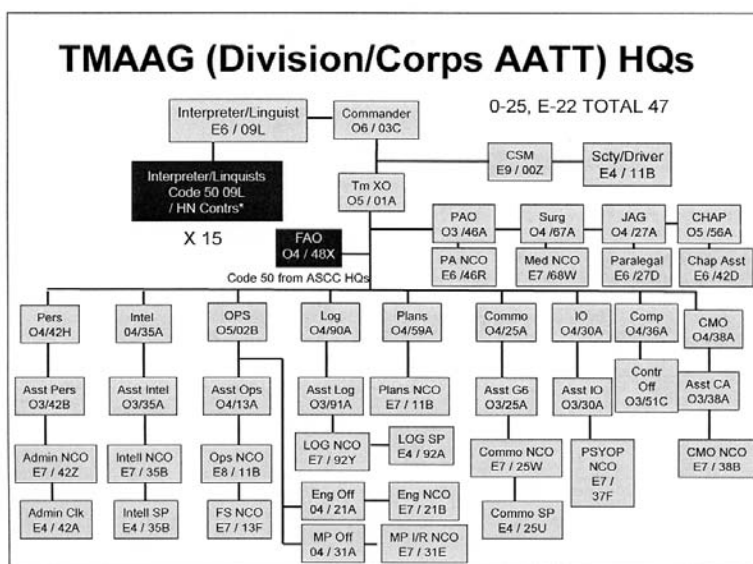 TMAAG (Division/Corps AATT) HQs
Interpreter/Linguist
E6 / 09L
Commander
O6 / 03C
0-25, E-22 TOTAL 47
Interpreter/Linquists
Code 50 09L
/ HN Contrs*
X 15
CSM
E9 / 00Z
Scty/Driver
E4 / 11B
Tm XO
O5 / 01A
FAO
O4 / 48X
Code 50 from ASCC HQs
PAO
O3 /46A
Surg
O4 /67A
JAG
O4 /27A
CHAP
O5 /56A
PA NCO
E6 /46R
Med NCO
E7 /68W
Paralegal
E6 /27D
Chap Asst
E6 /42D
Pers
O4/42H
Intel
04/35A
OPS
O5/02B
Log
O4/90A
Plans
O4/59A
Commo
O4/25A
IO
O4/30A
Comp
O4/36A
CMO
O4/38A
Asst Pers
O3/42B
Asst Intel
O3/35A
Asst Ops
O4/13A
Asst Log
O3/91A
Plans NCO
E7 / 11B
Asst G6
O3/25A
Asst IO
O3/30A
Contr
Off
O3/51C
Asst CA
O3/38A
Admin NCO
E7 / 42Z
Intell NCO
E7 / 35B
Ops NCO
E8 / 11B
LOG NCO
E7 / 92Y
LOG SP
E4 / 92A
Commo NCO
E7 / 25W
PSYOP
NCO
E7 /
37F
CMO NCO
E7 / 38B
Admin Clk
E4 / 42A
Intell SP
E4 / 35B
FS NCO
E7 / 13F
Eng Off
04 / 21A
Eng NCO
E7 / 21B
Commo SP
E4 / 25U
MP Off
04 / 31A
MP I/R NCO
E7 / 31E